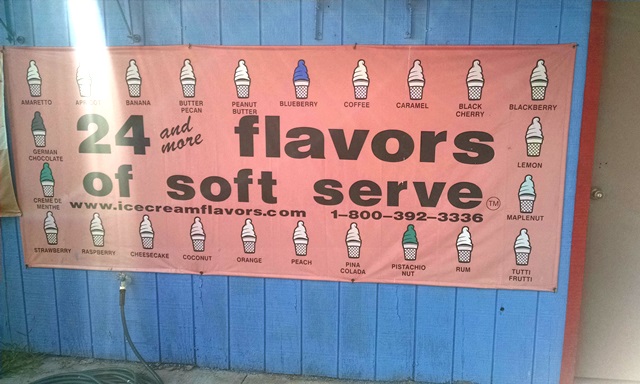 AMARETTO
APRICOT
BANANA
BUTTER
PECAN
PEANUT
BUTTER
BLUEBERRY
COFFEE
CARAMEL
BLACK
CHERRY
BLACKBERRY
24 and more flavors
of soft serve TM
www.icecreamflavors.com 1-800-392-3336
GERMAN
CHOCOLATE
LEMON
CREME DE
MENTHE
MAPLENUT
STRAWBERRY
RASPBERRY
CHEESECAKE
COCONUT
ORANGE
PEACH
PINA
COLADA
PISTACHIO
NUT
RUM
TUTTI
FRUTTI